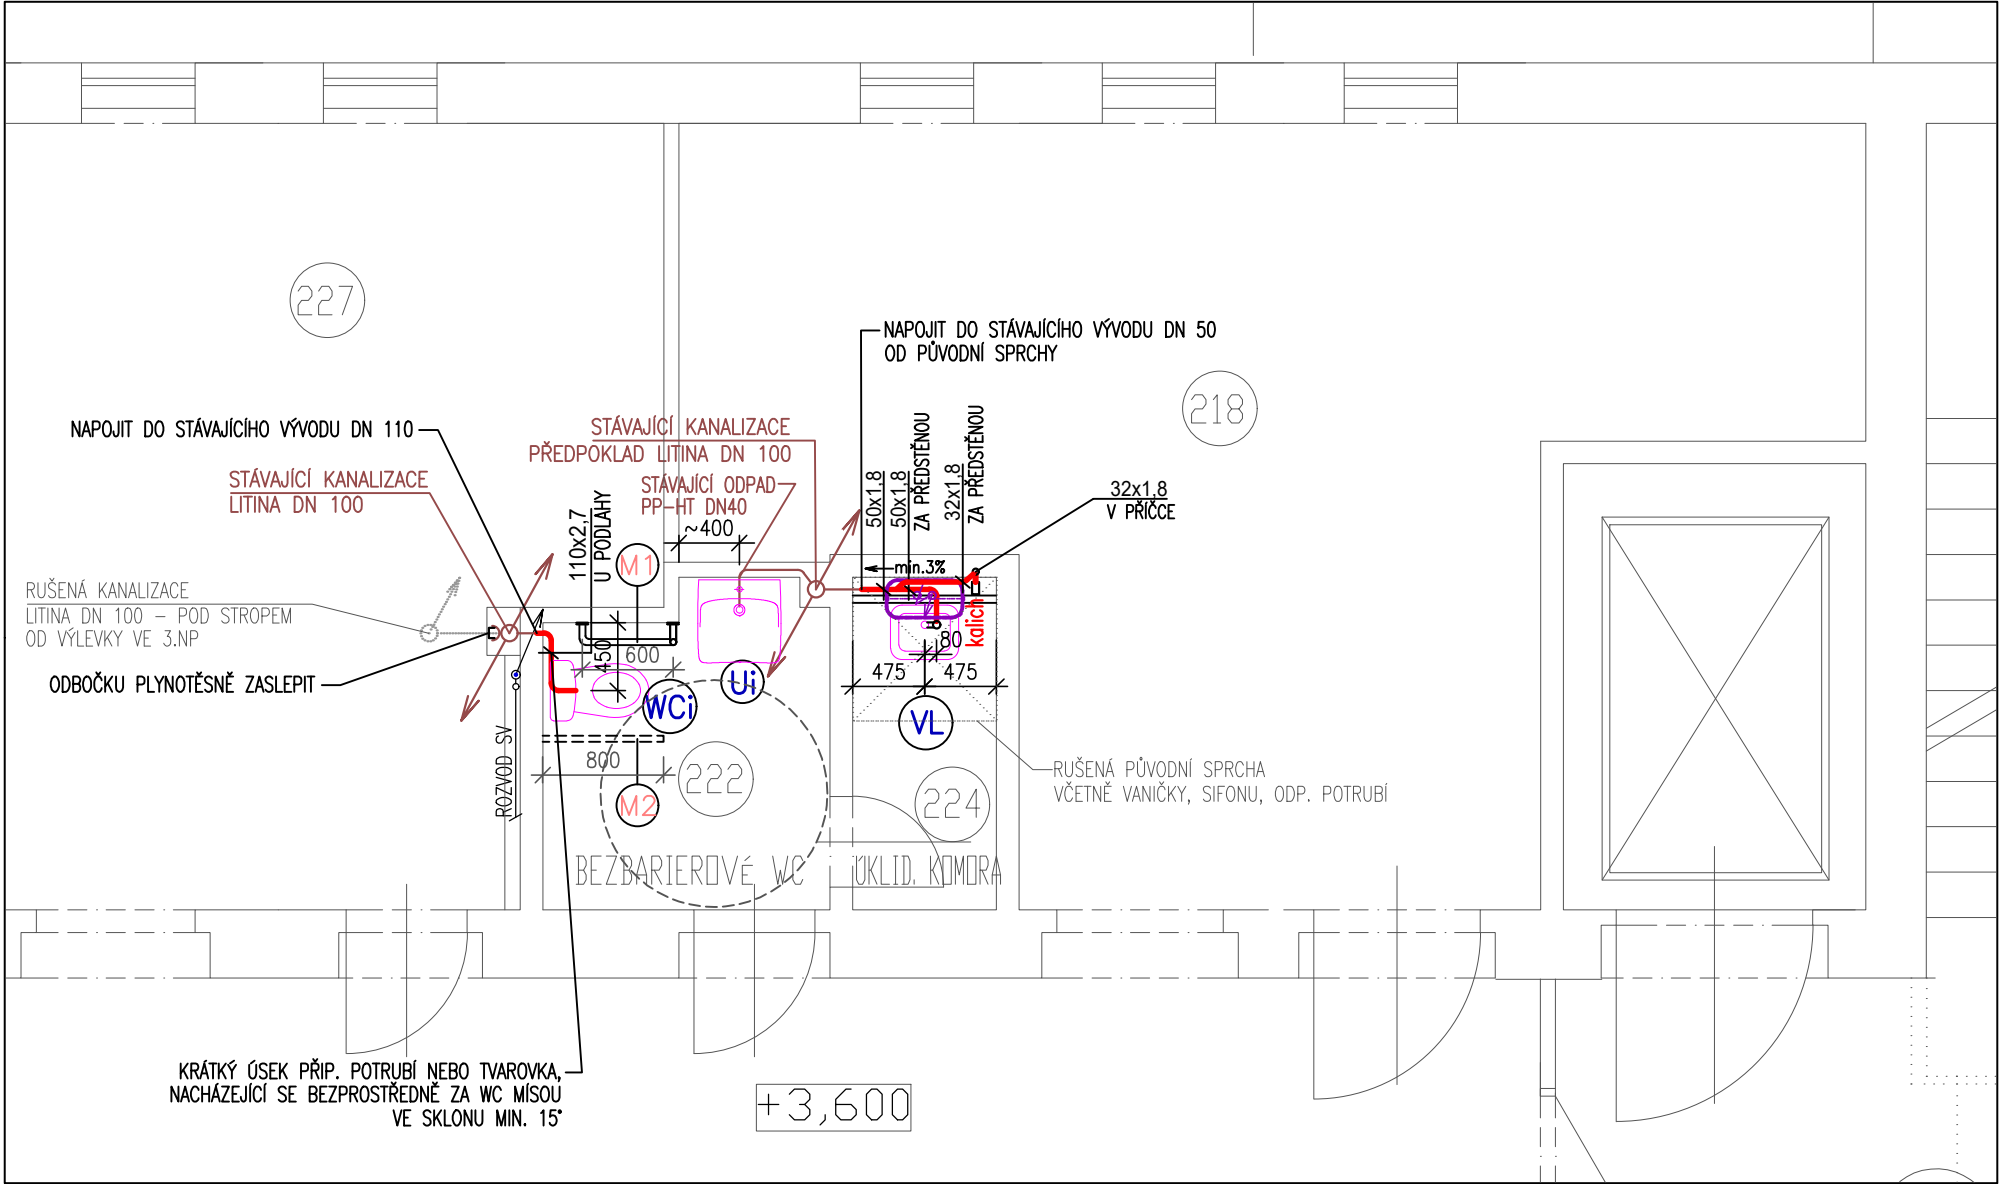 227
218
NAPOJIT DO STÁVAJÍCÍHO VÝVODU DN 50
OD PŮVODNÍ SPRCHY
NAPOJIT DO STÁVAJÍCÍHO VÝVODU DN 110
STÁVAJÍCÍ KANALIZACE
LITINA DN 100
STÁVAJÍCÍ KANALIZACE
PŘEDPOKLAD LITINA DN 100
STÁVAJÍCÍ ODPAD
PP-HT DN40
~400
110x2,7
U PODLAHY
M1
50x1,8
50x1,8
ZA PŘEDSTĚNOU
32x1,8
ZA PŘEDSTĚNOU
32x1,8
V PŘÍČCE
min.3%
kalich
RUŠENÁ KANALIZACE
LITINA DN 100 – POD STROPEM
OD VÝLEVKY VE 3.NP
ODBOČKU PLYNOTĚSNĚ ZASLEPIT
450
600
80
475
475
WCi
Ui
VL
ROZVOD SV
800
M2
222
224
RUŠENÁ PŮVODNÍ SPRCHA
VČETNĚ VANIČKY, SIFONU, ODP. POTRUBÍ
BEZBARIEROVÉ WC
ÚKLID. KOMORA
KRÁTKÝ ÚSEK PŘIP. POTRUBÍ NEBO TVAROVKA,
NACHÁZEJÍCÍ SE BEZPROSTŘEDNĚ ZA WC MÍSOU
VE SKLONU MIN. 15°
+3,600